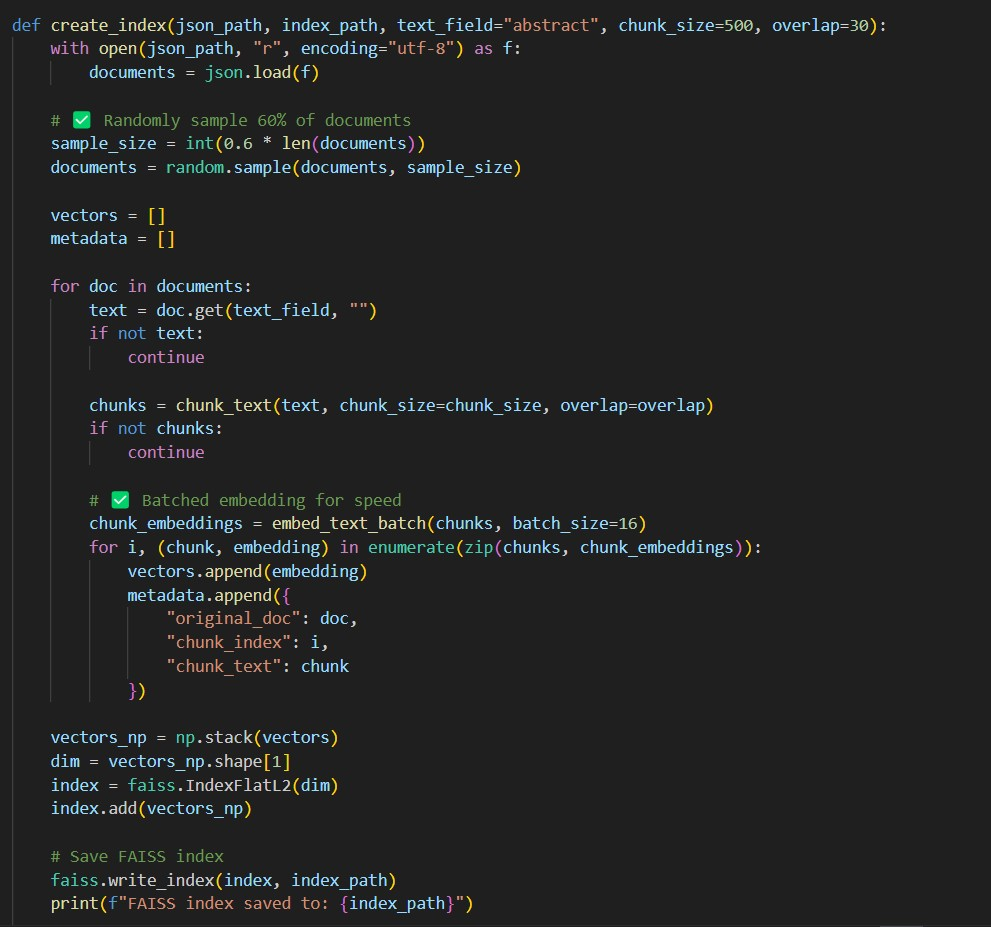 def create_index(json_path, index_path, text_field="abstract", chunk_size=500, overlap=30):
    with open(json_path, "r", encoding="utf-8") as f:
        documents = json.load(f)

    # ✅ Randomly sample 60% of documents
    sample_size = int(0.6 * len(documents))
    documents = random.sample(documents, sample_size)

    vectors = []
    metadata = []

    for doc in documents:
        text = doc.get(text_field, "")
        if not text:
            continue

        chunks = chunk_text(text, chunk_size=chunk_size, overlap=overlap)
        if not chunks:
            continue

        # ✅ Batched embedding for speed
        chunk_embeddings = embed_text_batch(chunks, batch_size=16)
        for i, (chunk, embedding) in enumerate(zip(chunks, chunk_embeddings)):
            vectors.append(embedding)
            metadata.append({
                "original_doc": doc,
                "chunk_index": i,
                "chunk_text": chunk
            })

    vectors_np = np.stack(vectors)
    dim = vectors_np.shape[1]
    index = faiss.IndexFlatL2(dim)
    index.add(vectors_np)

    # Save FAISS index
    faiss.write_index(index, index_path)
    print(f"FAISS index saved to: {index_path}")